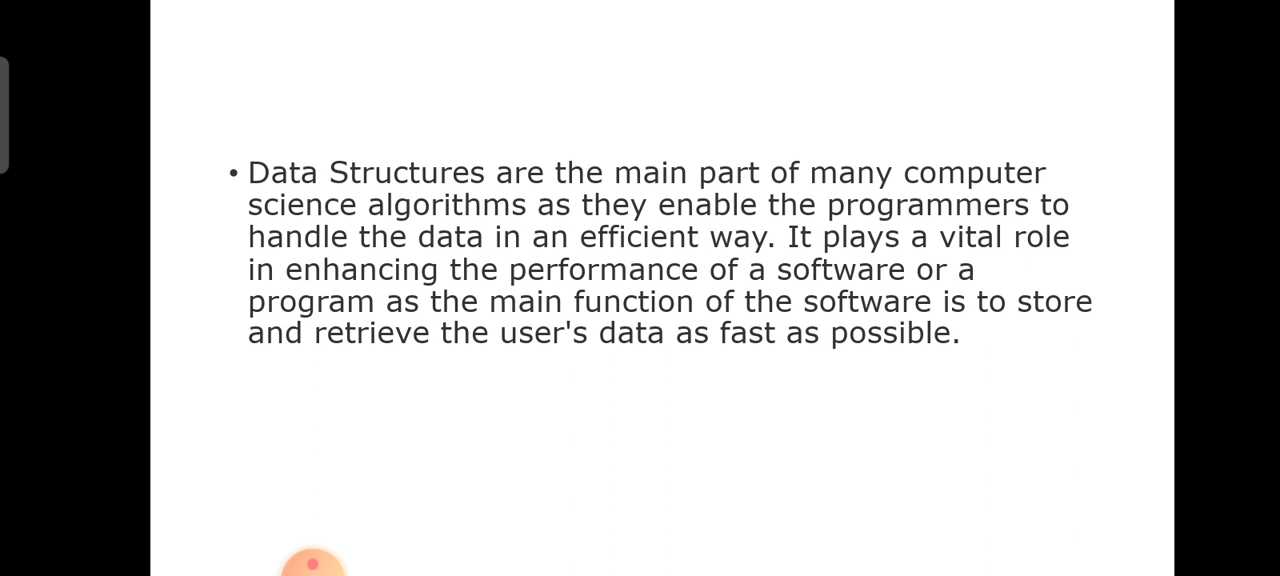 • Data Structures are the main part of many computer
science algorithms as they enable the programmers to
handle the data in an efficient way. It plays a vital role
in enhancing the performance of a software or a
program as the main function of the software is to store
and retrieve the user's data as fast as possible.